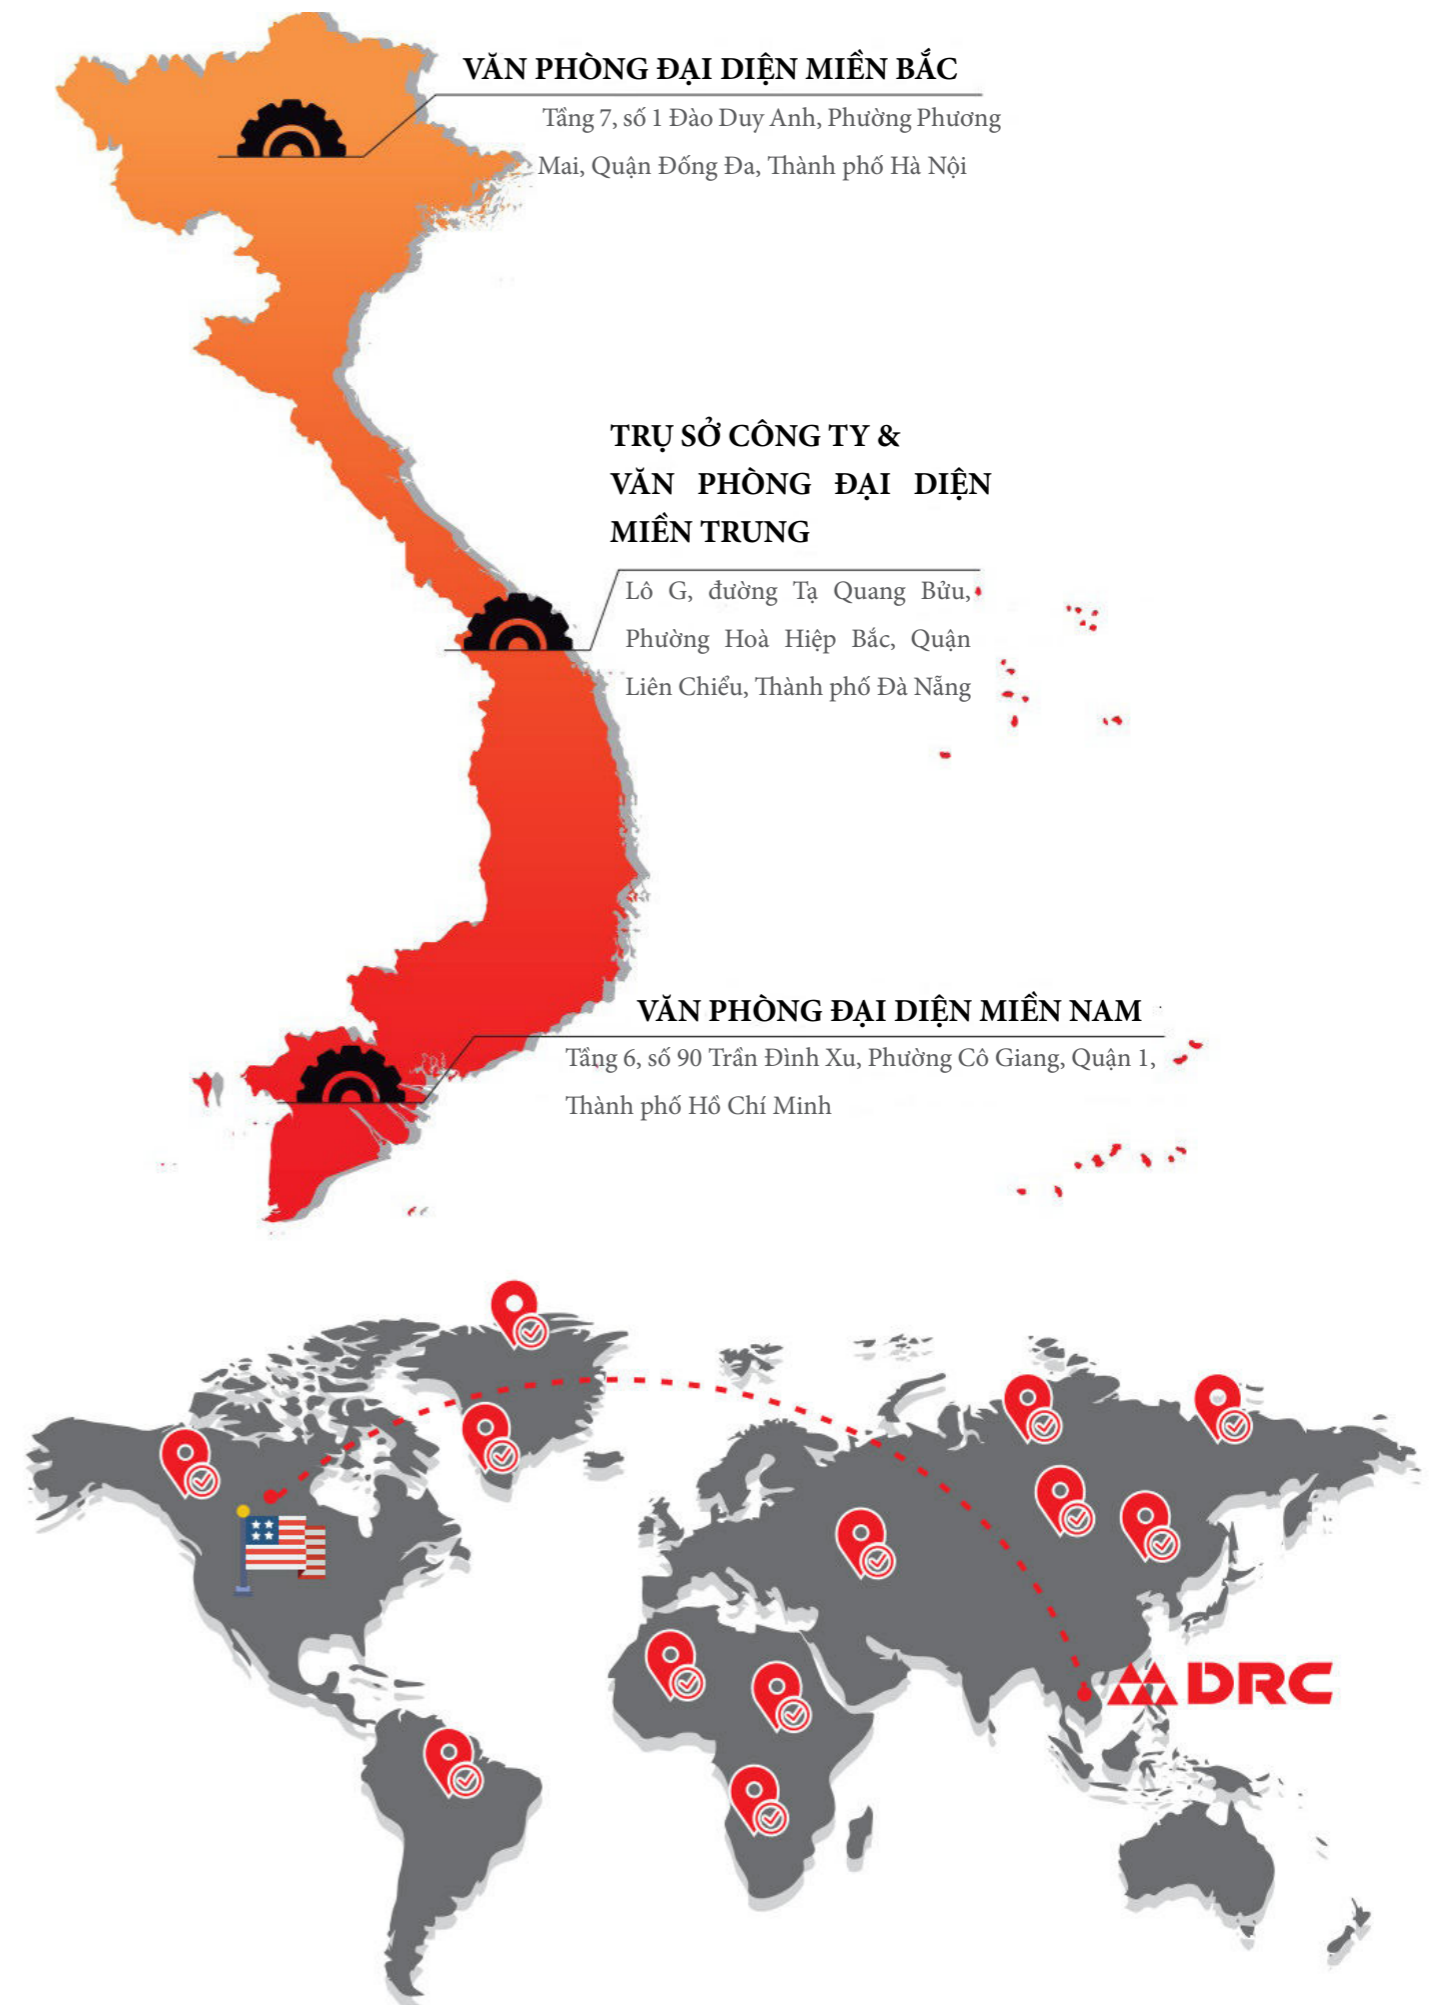 VĂN PHÒNG ĐẠI DIỆN MIỀN BẮC
Tầng 7, số 1 Đào Duy Anh, Phường Phương
Mai, Quận Đống Đa, Thành phố Hà Nội
TRỤ SỞ CÔNG TY &
VĂN PHÒNG ĐẠI DIỆN
MIỀN TRUNG
Lô G, đường Tạ Quang Bửu,
Phường Hoà Hiệp Bắc, Quận
Liên Chiểu, Thành phố Đà Nẵng
VĂN PHÒNG ĐẠI DIỆN MIỀN NAM
Tầng 6, số 90 Trần Đình Xu, Phường Cô Giang, Quận 1,
Thành phố Hồ Chí Minh
DRC